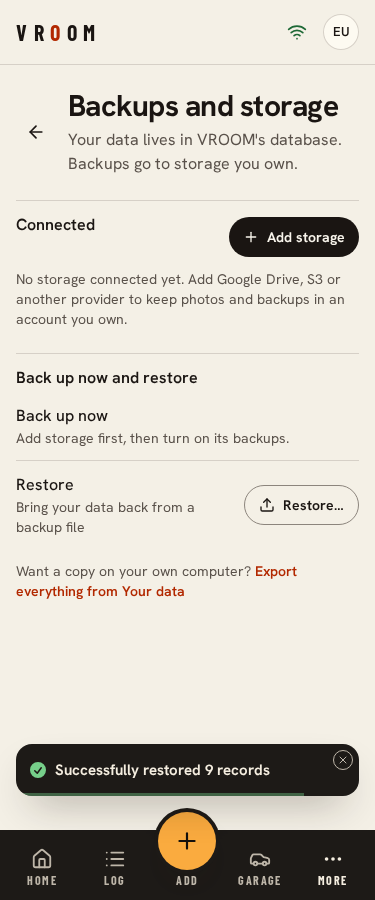 VROOM
EU
Backups and storage
Your data lives in VROOM's database.
Backups go to storage you own.
Connected
Add storage
No storage connected yet. Add Google Drive, S3 or
another provider to keep photos and backups in an
account you own.
Back up now and restore
Back up now
Add storage first, then turn on its backups.
Restore
Bring your data back from a
backup file
Restore...
Want a copy on your own computer? Export
everything from Your data
Successfully restored 9 records
HOME
LOG
ADD
GARAGE
MORE